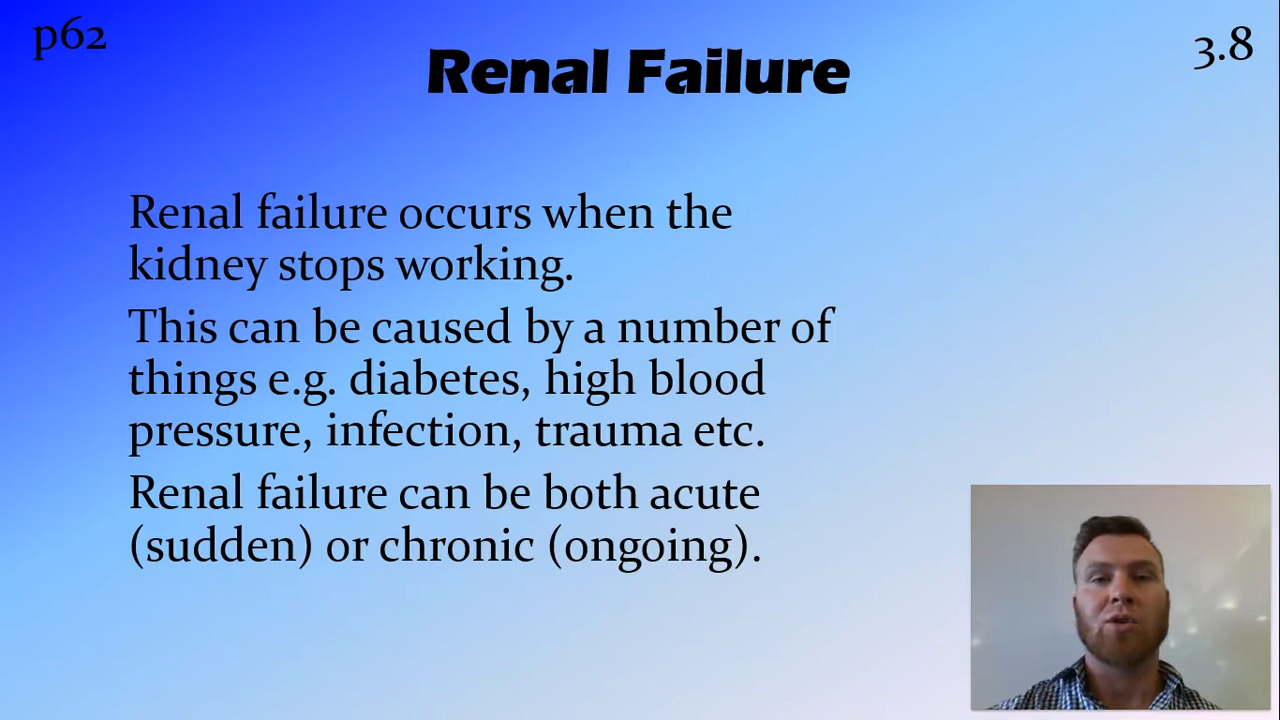 p62
3.8
Renal Failure
Renal failure occurs when the
kidney stops working.
This can be caused by a number of
things e.g. diabetes, high blood
pressure, infection, trauma etc.
Renal failure can be both acute
(sudden) or chronic (ongoing).